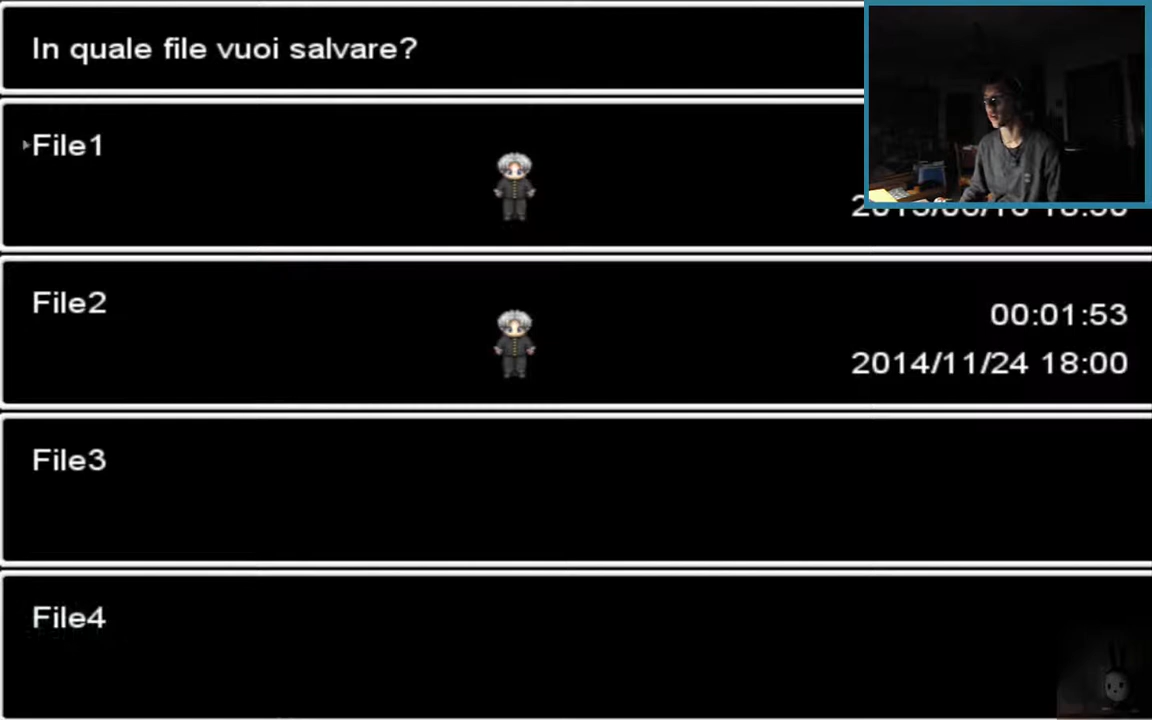 In quale file vuoi salvare?
File1
File2
00:01:53
2014/11/24 18:00
File3
File4